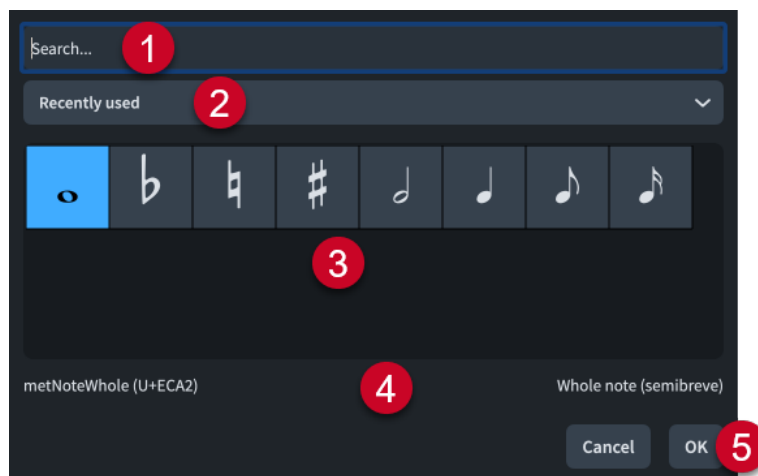 Search... 1
Recently used 2
3
metNoteWhole (U+ECA2) 4 Whole note (semibreve)
Cancel OK 5